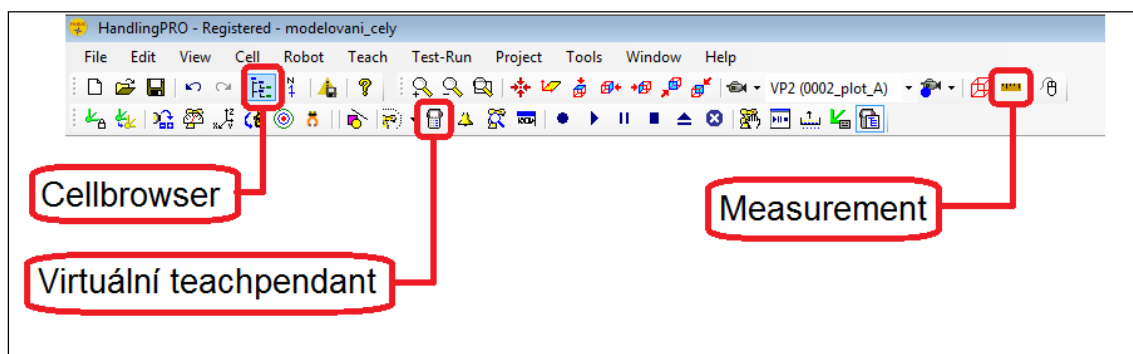 HandlingPRO - Registered - modelovani_cely
File Edit View Cell Robot Teach Test-Run Project Tools Window Help
VP2 (0002_plot_A)
Cellbrowser
Measurement
Virtuální teachpendant